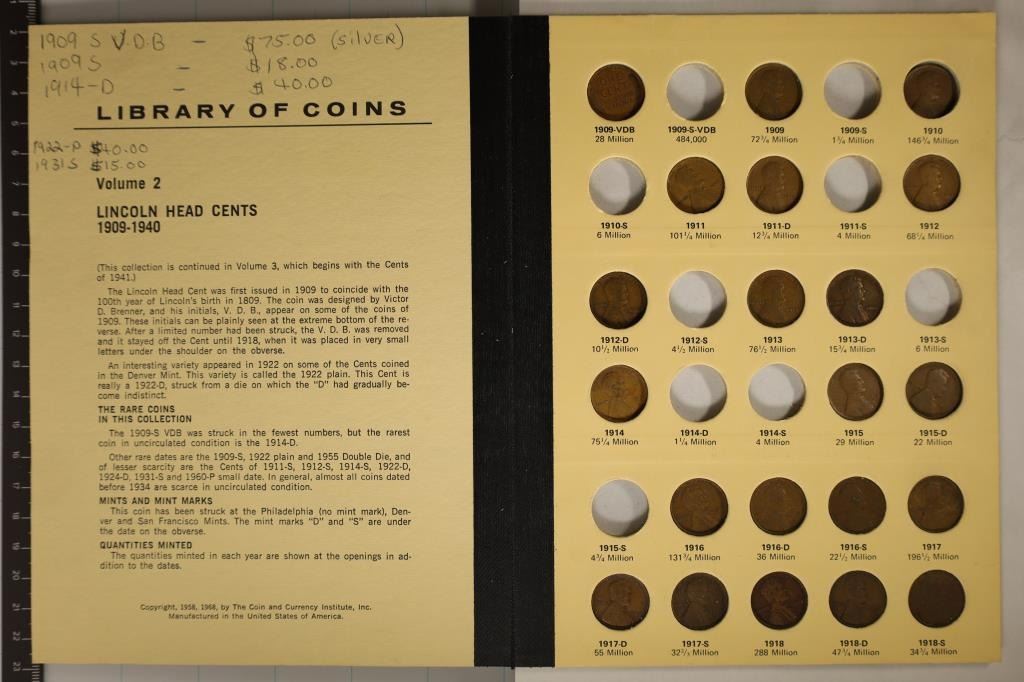 1909 S V.D.B — $75.00 (SILVER)
1909 S — $18.00
1914-D — $40.00
LIBRARY OF COINS
1922-P $40.00
1931 S $15.00
Volume 2
LINCOLN HEAD CENTS
1909-1940
(This collection is continued in Volume 3, which begins with the Cents
of 1941.)
The Lincoln Head Cent was first issued in 1909 to coincide with the
100th year of Lincoln's birth in 1809. The coin was designed by Victor
D. Brenner, and his initials, V. D. B., appear on some of the coins of
1909. These initials can be plainly seen at the extreme bottom of the re-
verse. After a limited number had been struck, the V. D. B. was removed
and it stayed off the Cent until 1918, when it was placed in very small
letters under the shoulder on the obverse.
An interesting variety appeared in 1922 on some of the Cents coined
in the Denver Mint. This variety is called the 1922 plain. This Cent is
really a 1922-D, struck from a die on which the "D" had gradually be-
come indistinct.
THE RARE COINS
IN THIS COLLECTION
The 1909-S VDB was struck in the fewest numbers, but the rarest
coin in uncirculated condition is the 1914-D.
Other rare dates are the 1909-S, 1922 plain and 1955 Double Die, and
of lesser scarcity are the Cents of 1911-S, 1912-S, 1914-S, 1922-D,
1924-D, 1931-S and 1960-P small date. In general, almost all coins dated
before 1934 are scarce in uncirculated condition.
MINTS AND MINT MARKS
This coin has been struck at the Philadelphia (no mint mark), Den-
ver and San Francisco Mints. The mint marks "D" and "S" are under
the date on the obverse.
QUANTITIES MINTED
The quantities minted in each year are shown at the openings in ad-
dition to the dates.
Copyright, 1958, 1968, by The Coin and Currency Institute, Inc.
Manufactured in the United States of America.
1909-VDB 1909-S-VDB 1909 1909-S 1910
28 Million 484,000 72¾ Million 1¾ Million 146¾ Million
1910-S 1911 1911-D 1911-S 1912
6 Million 101¼ Million 12¾ Million 4 Million 68¼ Million
1912-D 1912-S 1913 1913-D 1913-S
10½ Million 4½ Million 76½ Million 15¾ Million 6 Million
1914 1914-D 1914-S 1915 1915-D
75¼ Million 1¼ Million 4 Million 29 Million 22 Million
1915-S 1916 1916-D 1916-S 1917
4¾ Million 131¾ Million 36 Million 22½ Million 196½ Million
1917-D 1917-S 1918 1918-D 1918-S
55 Million 32⅔ Million 288 Million 47¾ Million 34¾ Million